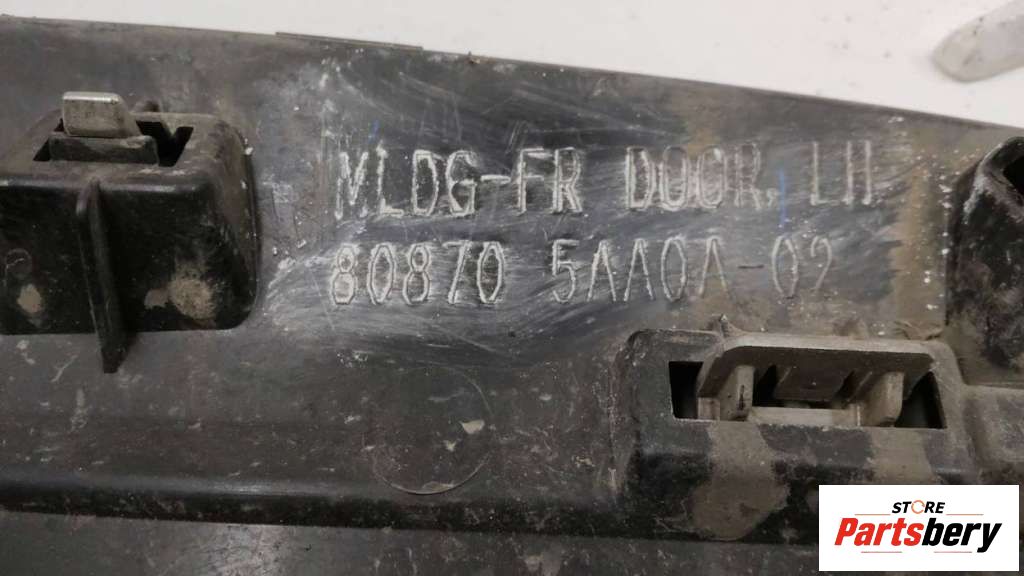 MLDG-FR DOOR, LH
80870 5AA0A-02
STORE
Partsbery